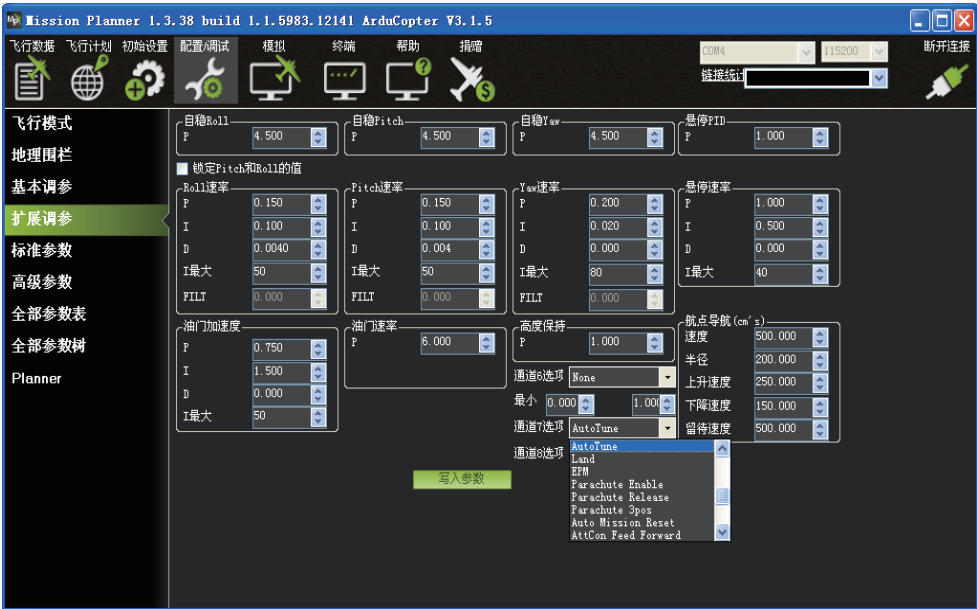 Mission Planner 1.3.38 build 1.1.5983.12141 ArduCopter V3.1.5
飞行数据 飞行计划 初始设置 配置/调试 模拟 终端 帮助 捐赠
COM4 115200 断开连接
链接统计
飞行模式
地理围栏
基本调参
扩展调参
标准参数
高级参数
全部参数表
全部参数树
Planner
自稳Roll
P 4.500
自稳Pitch
P 4.500
自稳Yaw
P 4.500
悬停PID
P 1.000
锁定Pitch和Roll的值
Roll速率
P 0.150
I 0.100
D 0.0040
I最大 50
FILT 0.000
Pitch速率
P 0.150
I 0.100
D 0.004
I最大 50
FILT 0.000
Yaw速率
P 0.200
I 0.020
D 0.000
I最大 80
FILT 0.000
悬停速率
P 1.000
I 0.500
D 0.000
I最大 40
油门加速度
P 0.750
I 1.500
D 0.000
I最大 50
油门速率
P 6.000
高度保持
P 1.000
航点导航(cm's)
速度 500.000
半径 200.000
上升速度 250.000
下降速度 150.000
留待速度 500.000
通道6选项 None
最小 0.000 1.000
通道7选项 AutoTune
通道8选项
AutoTune
Land
EPM
Parachute Enable
Parachute Release
Parachute 3pos
Auto Mission Reset
AttCon Feed Forward
写入参数